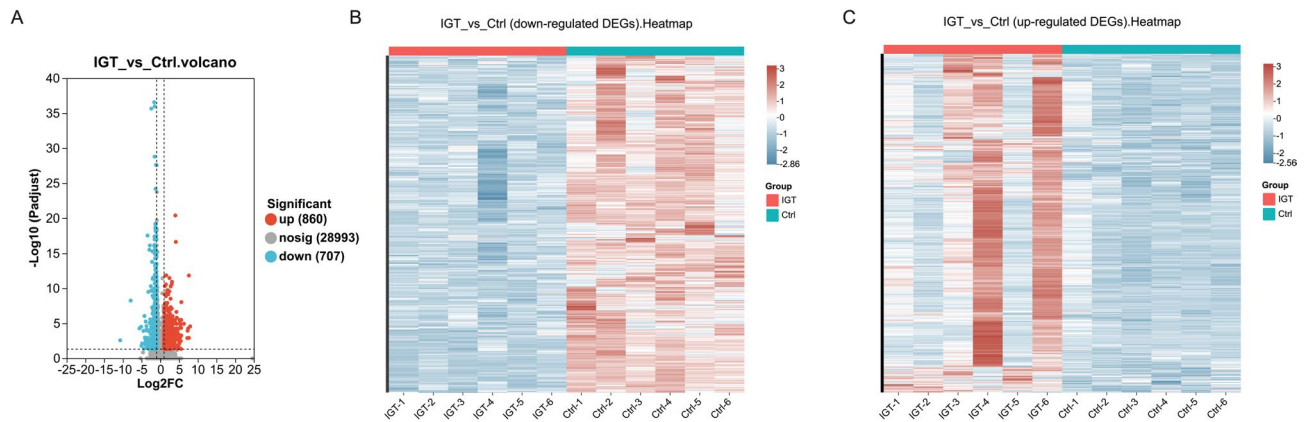 A
IGT_vs_Ctrl.volcano
-Log10 (Padjust)
40
35
30
25
20
15
10
5
0
-25 -20 -15 -10 -5 0 5 10 15 20 25
Log2FC
Significant
up (860)
nosig (28993)
down (707)
B
IGT_vs_Ctrl (down-regulated DEGs).Heatmap
3
2
1
0
-1
-2
-2.86
Group
IGT
Ctrl
IGT-1 IGT-2 IGT-3 IGT-4 IGT-5 IGT-6 Ctrl-1 Ctrl-2 Ctrl-3 Ctrl-4 Ctrl-5 Ctrl-6
C
IGT_vs_Ctrl (up-regulated DEGs).Heatmap
3
2
1
0
-1
-2
-2.56
Group
IGT
Ctrl
IGT-1 IGT-2 IGT-3 IGT-4 IGT-5 IGT-6 Ctrl-1 Ctrl-2 Ctrl-3 Ctrl-4 Ctrl-5 Ctrl-6